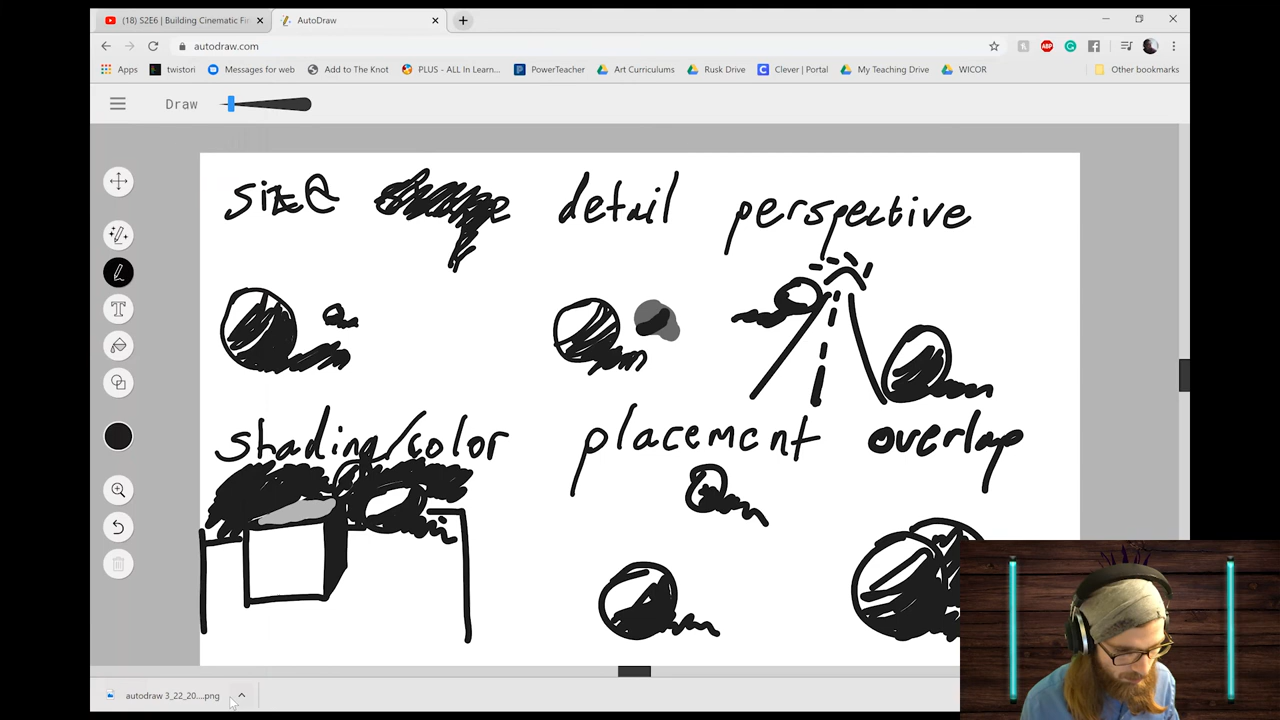 (18) S2E6 | Building Cinematic Fi
AutoDraw
autodraw.com
ABP
Apps
twistori
Messages for web
Add to The Knot
PLUS - ALL In Learn...
PowerTeacher
Art Curriculums
Rusk Drive
Clever | Portal
My Teaching Drive
WICOR
Other bookmarks
Draw
size
detail
perspective
shading/color
placement
overlap
autodraw 3_22_20....png